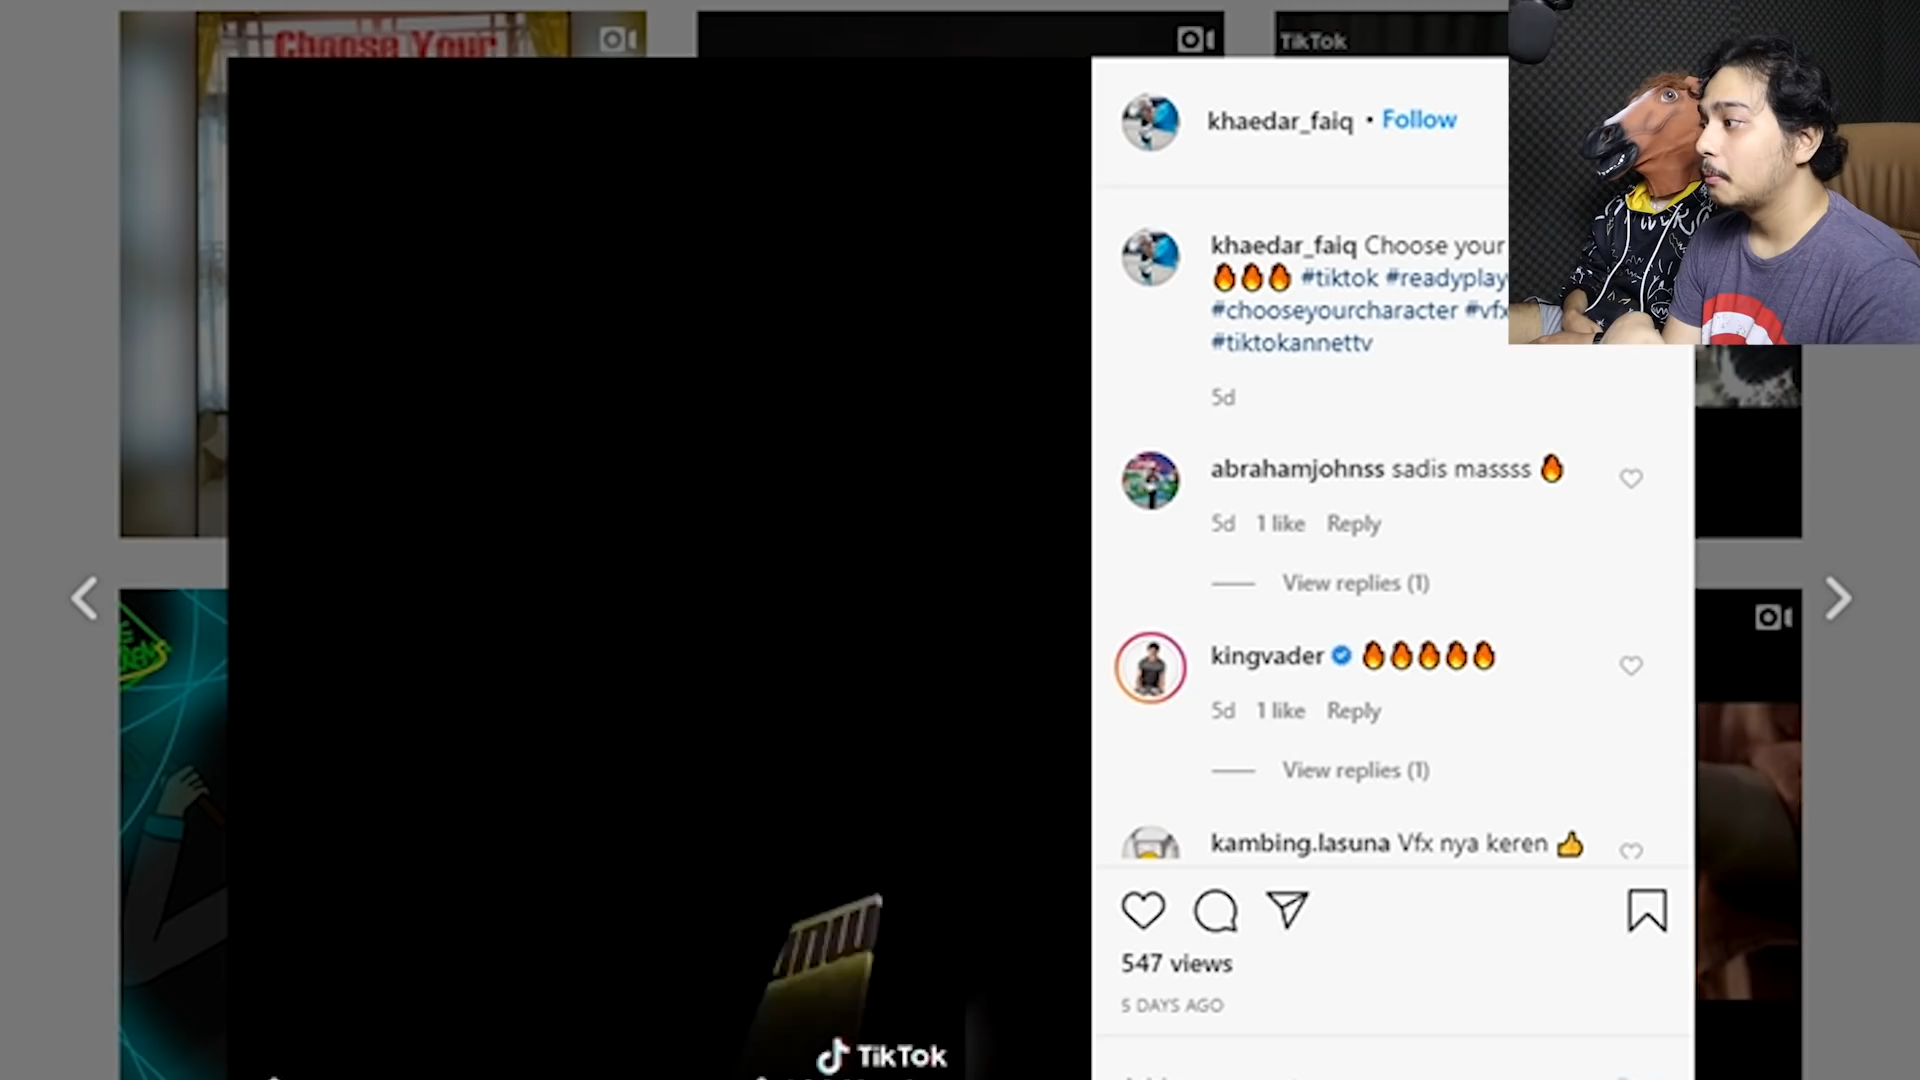 Choose Your
TikTok
khaedar_faiq • Follow
khaedar_faiq Choose your
🔥🔥🔥 #tiktok #readyplay
#chooseyourcharacter #vfx
#tiktokannettv
5d
abrahamjohnss sadis massss 🔥
5d 1 like Reply
View replies (1)
kingvader 🔥🔥🔥🔥🔥
5d 1 like Reply
View replies (1)
kambing.lasuna Vfx nya keren 👍
547 views
5 DAYS AGO
TikTok